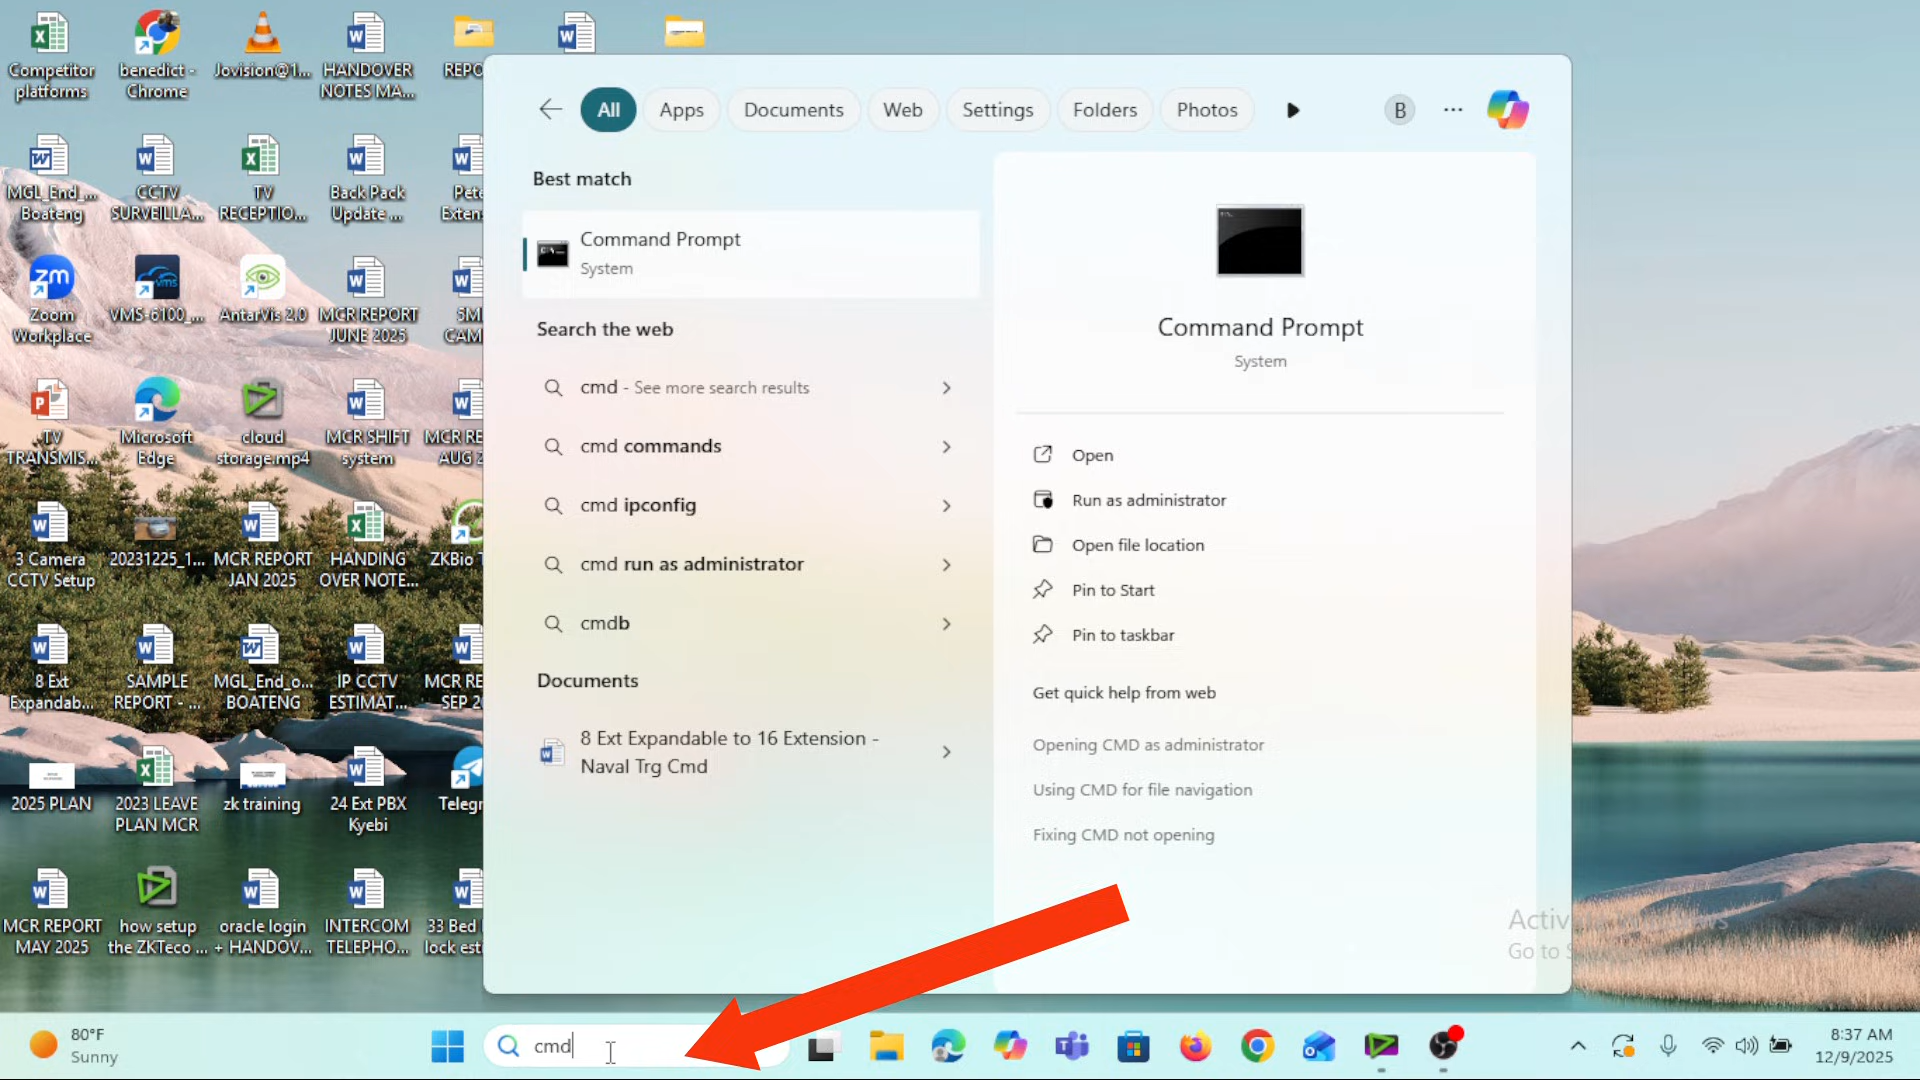 Competitor
platforms
benedict -
Chrome
Jovision@1...
HANDOVER
NOTES MA...
MGL_End_...
Boateng
CCTV
SURVEILLA...
TV
RECEPTIO...
Back Pack
Update ...
Zoom
Workplace
VMS-6100_...
AntarVis 2.0
MCR REPORT
JUNE 2025
TV
TRANSMIS...
Microsoft
Edge
cloud
storage.mp4
MCR SHIFT
system
3 Camera
CCTV Setup
20231225_1...
MCR REPORT
JAN 2025
HANDING
OVER NOTE...
ZKBio
8 Ext
Expandab...
SAMPLE
REPORT - ...
MGL_End_o...
BOATENG
IP CCTV
ESTIMAT...
2025 PLAN
2023 LEAVE
PLAN MCR
zk training
24 Ext PBX
Kyebi
MCR REPORT
MAY 2025
how setup
the ZKTeco ...
oracle login
+ HANDOV...
INTERCOM
TELEPHO...
33 Bed
All
Apps
Documents
Web
Settings
Folders
Photos
B
Best match
Command Prompt
System
Search the web
cmd - See more search results
cmd commands
cmd ipconfig
cmd run as administrator
cmdb
Documents
8 Ext Expandable to 16 Extension -
Naval Trg Cmd
Command Prompt
System
Open
Run as administrator
Open file location
Pin to Start
Pin to taskbar
Get quick help from web
Opening CMD as administrator
Using CMD for file navigation
Fixing CMD not opening
80°F
Sunny
cmd
8:37 AM
12/9/2025